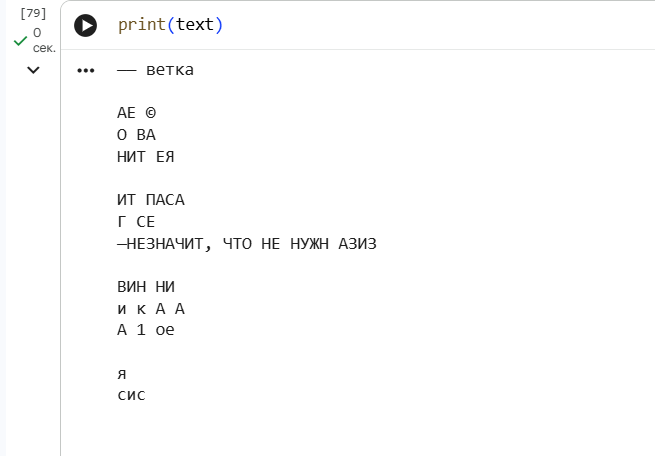 [79]
0
сек.
print(text)
—— ветка
АЕ ©
О ВА
НИТ ЕЯ
ИТ ПАСА
Г СЕ
—НЕЗНАЧИТ, ЧТО НЕ НУЖН АЗИЗ
ВИН НИ
и к А А
А 1 ое
я
сис